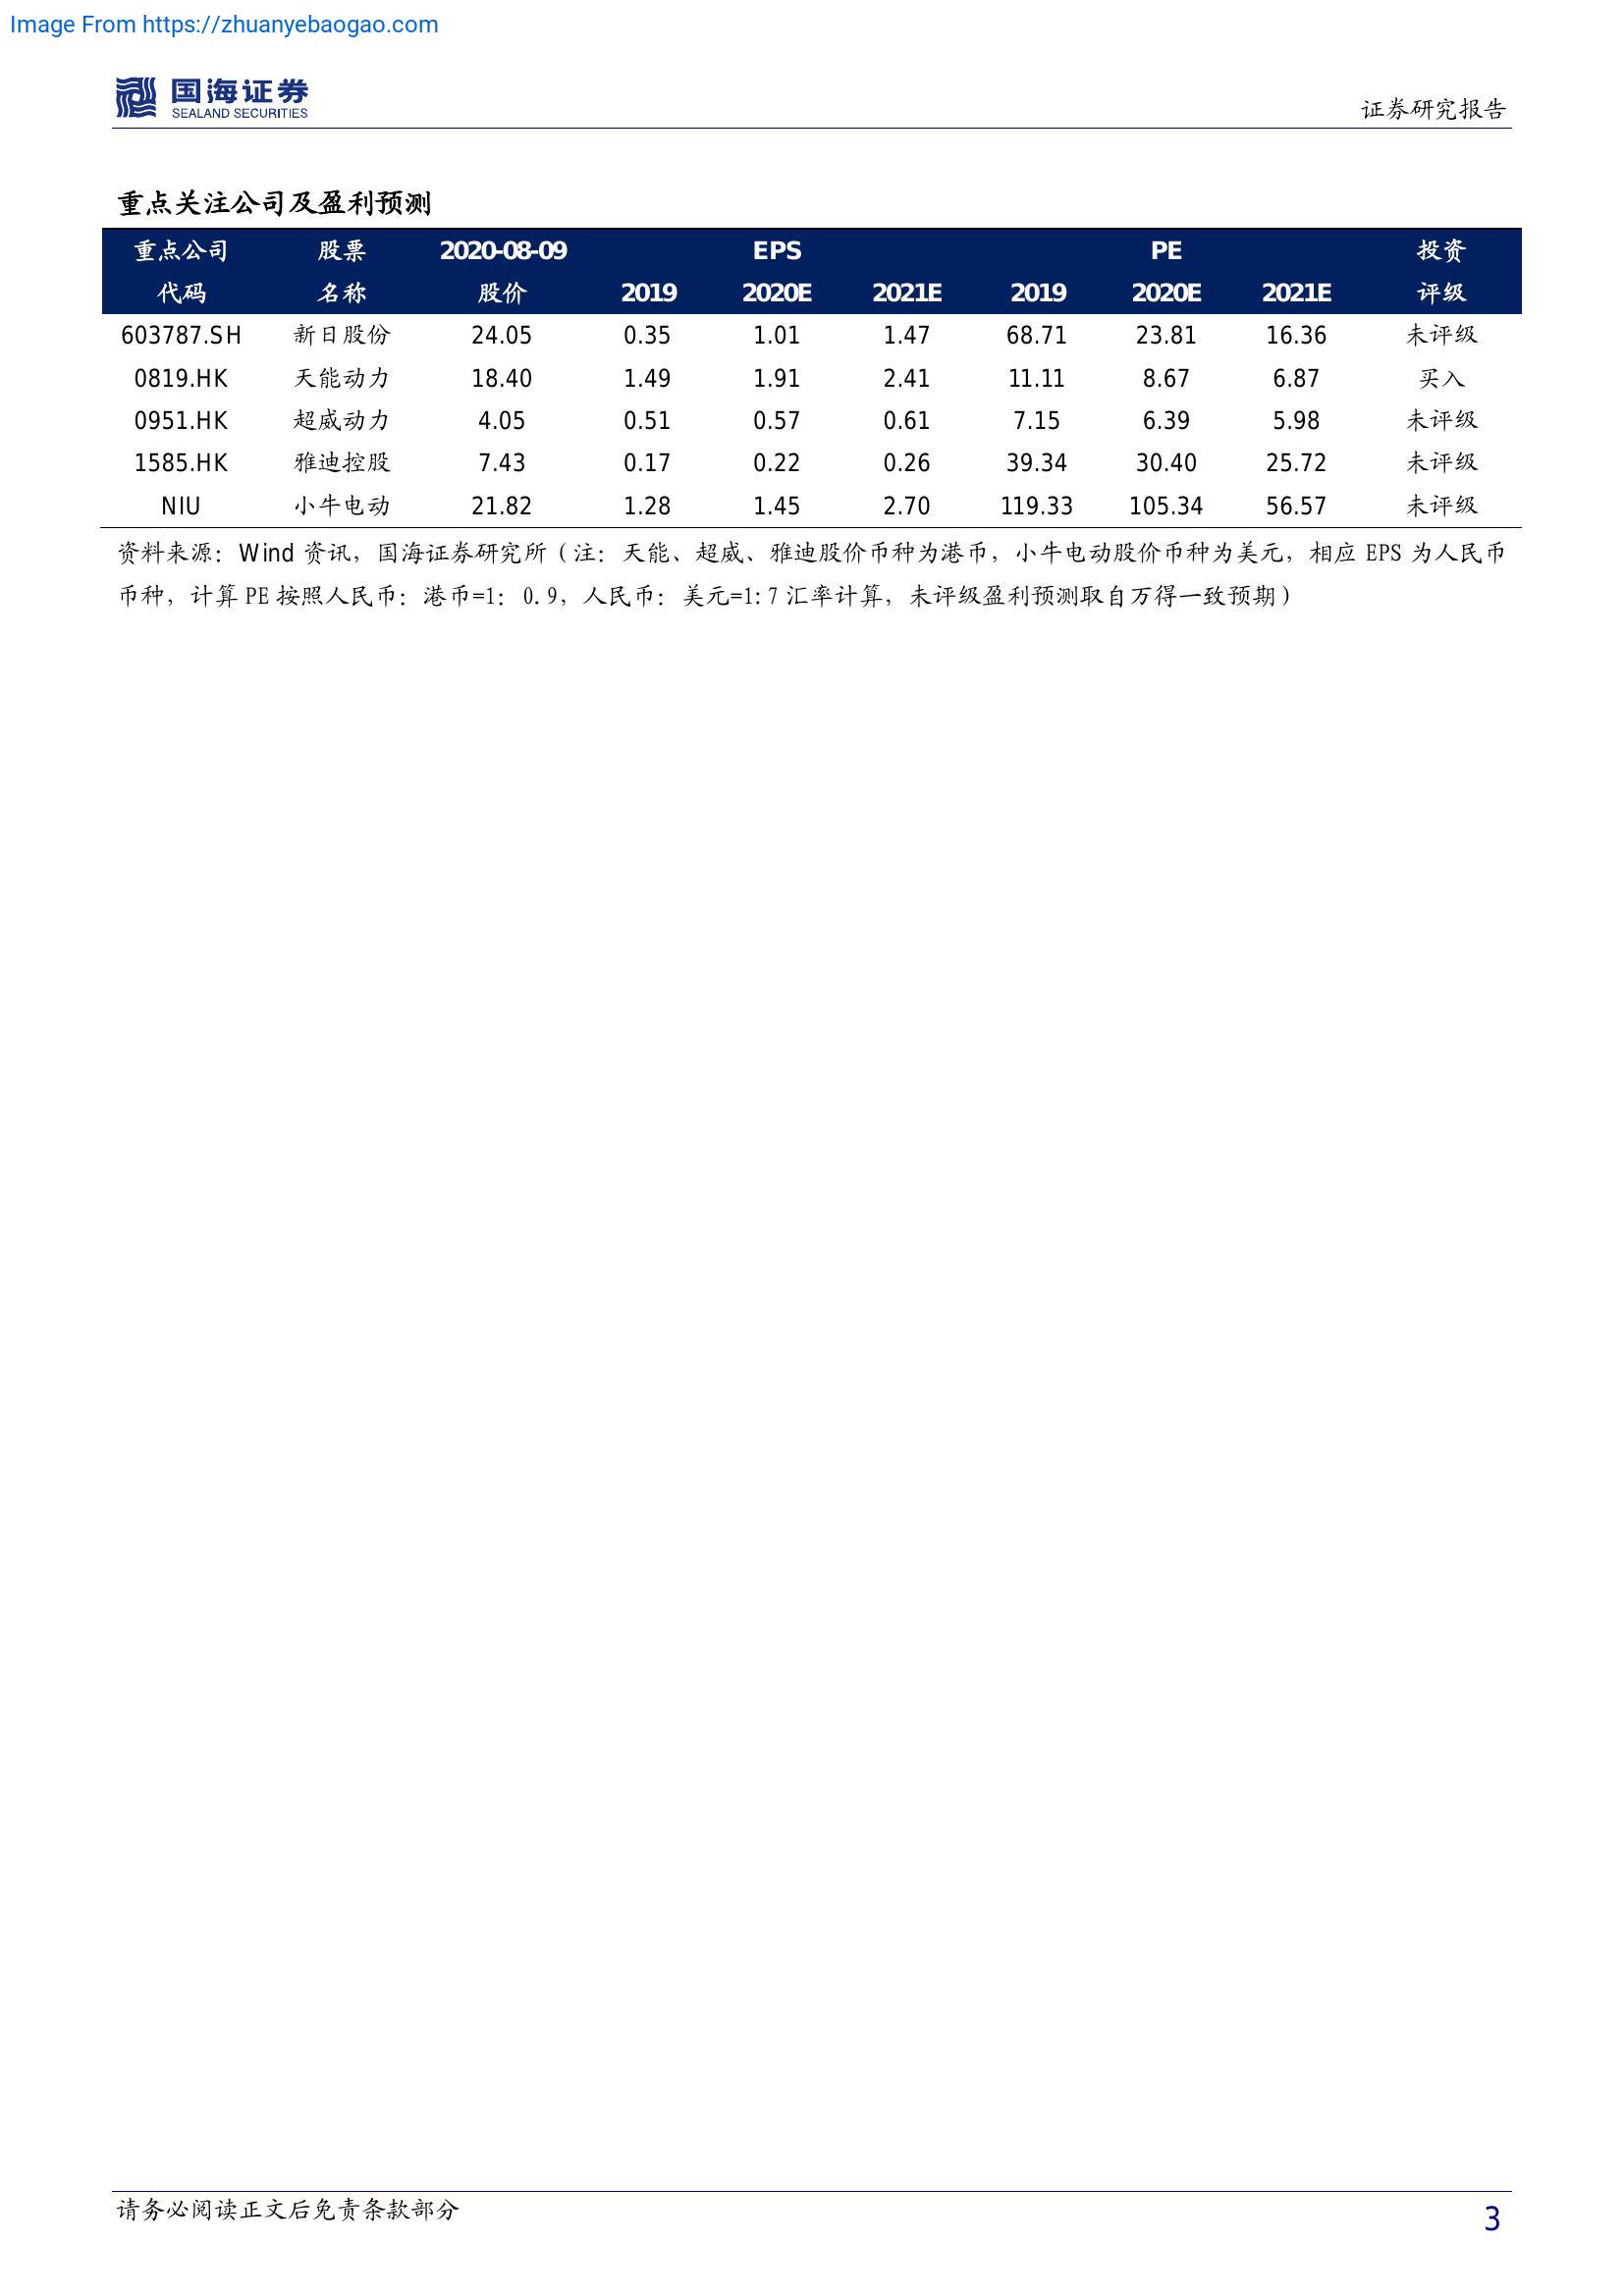 Image From https://zhuanyebaogao.com
国海证券
SEALAND SECURITIES
证券研究报告
重点关注公司及盈利预测
重点公司 股票 2020-08-09 EPS PE 投资
代码 名称 股价 2019 2020E 2021E 2019 2020E 2021E 评级
603787.SH 新日股份 24.05 0.35 1.01 1.47 68.71 23.81 16.36 未评级
0819.HK 天能动力 18.40 1.49 1.91 2.41 11.11 8.67 6.87 买入
0951.HK 超威动力 4.05 0.51 0.57 0.61 7.15 6.39 5.98 未评级
1585.HK 雅迪控股 7.43 0.17 0.22 0.26 39.34 30.40 25.72 未评级
NIU 小牛电动 21.82 1.28 1.45 2.70 119.33 105.34 56.57 未评级
资料来源：Wind 资讯，国海证券研究所（注：天能、超威、雅迪股价币种为港币，小牛电动股价币种为美元，相应 EPS 为人民币
币种，计算 PE 按照人民币：港币=1：0.9，人民币：美元=1:7 汇率计算，未评级盈利预测取自万得一致预期）
请务必阅读正文后免责条款部分
3